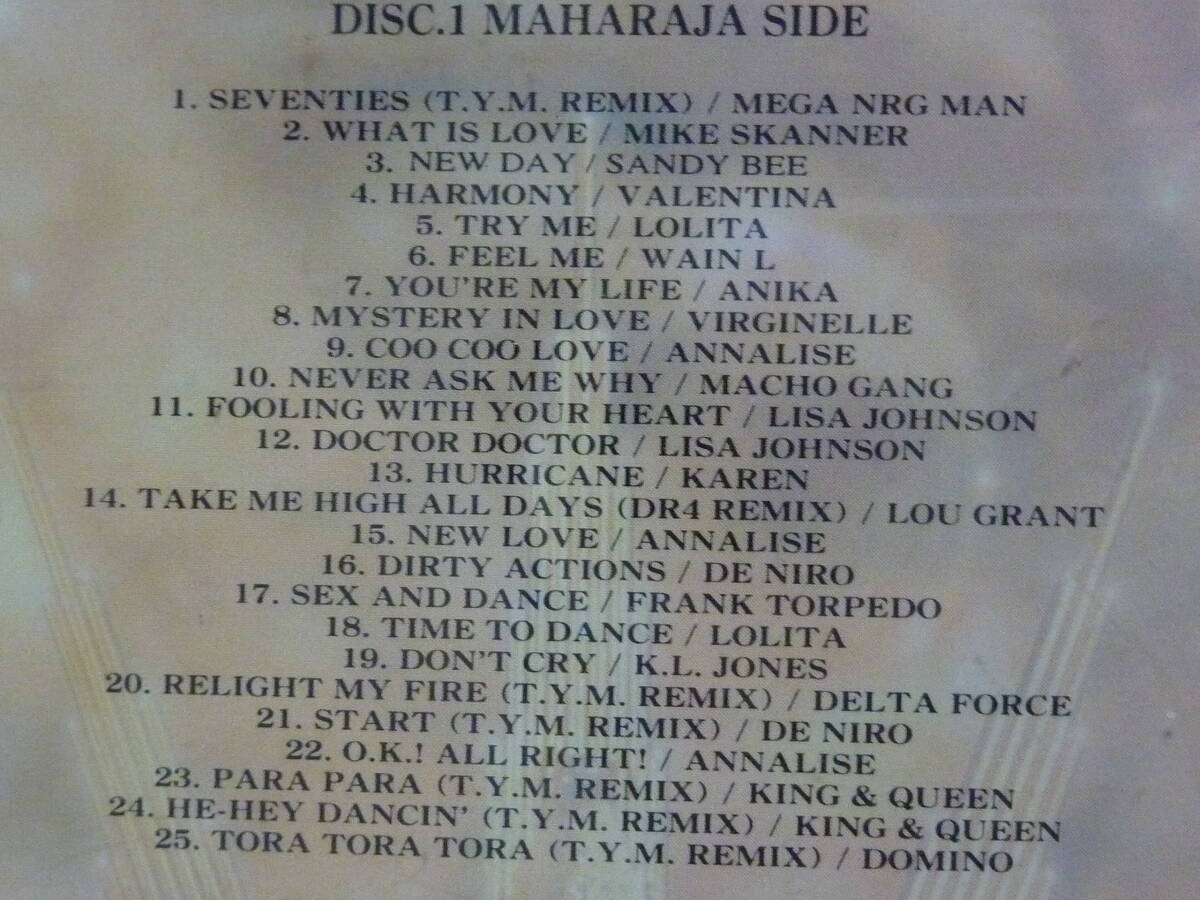 DISC.1 MAHARAJA SIDE
1. SEVENTIES (T.Y.M. REMIX) / MEGA NRG MAN
2. WHAT IS LOVE / MIKE SKANNER
3. NEW DAY / SANDY BEE
4. HARMONY / VALENTINA
5. TRY ME / LOLITA
6. FEEL ME / WAIN L
7. YOU'RE MY LIFE / ANIKA
8. MYSTERY IN LOVE / VIRGINELLE
9. COO COO LOVE / ANNALISE
10. NEVER ASK ME WHY / MACHO GANG
11. FOOLING WITH YOUR HEART / LISA JOHNSON
12. DOCTOR DOCTOR / LISA JOHNSON
13. HURRICANE / KAREN
14. TAKE ME HIGH ALL DAYS (DR4 REMIX) / LOU GRANT
15. NEW LOVE / ANNALISE
16. DIRTY ACTIONS / DE NIRO
17. SEX AND DANCE / FRANK TORPEDO
18. TIME TO DANCE / LOLITA
19. DON'T CRY / K.L. JONES
20. RELIGHT MY FIRE (T.Y.M. REMIX) / DELTA FORCE
21. START (T.Y.M. REMIX) / DE NIRO
22. O.K.! ALL RIGHT! / ANNALISE
23. PARA PARA (T.Y.M. REMIX) / KING & QUEEN
24. HE-HEY DANCIN' (T.Y.M. REMIX) / KING & QUEEN
25. TORA TORA TORA (T.Y.M. REMIX) / DOMINO